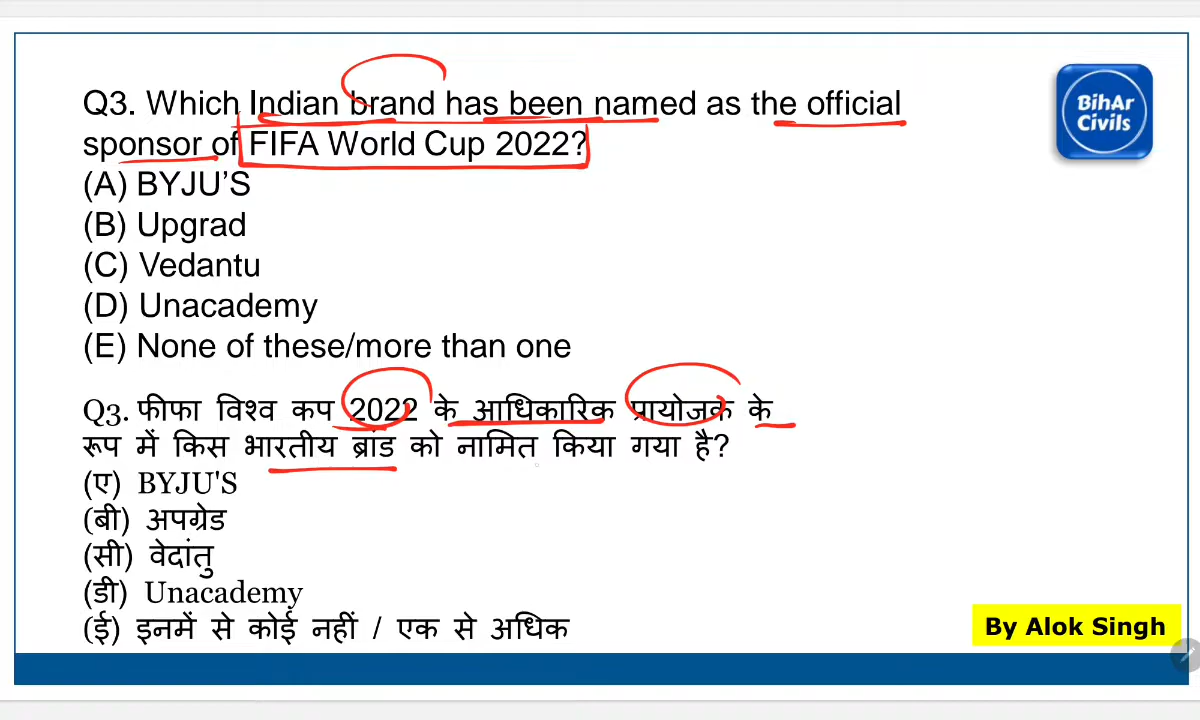 Q3. Which Indian brand has been named as the official
sponsor of FIFA World Cup 2022?
(A) BYJU’S
(B) Upgrad
(C) Vedantu
(D) Unacademy
(E) None of these/more than one
Q3. फीफा विश्व कप 2022 के आधिकारिक प्रायोजक के
रूप में किस भारतीय ब्रांड को नामित किया गया है?
(ए) BYJU'S
(बी) अपग्रेड
(सी) वेदांतु
(डी) Unacademy
(ई) इनमें से कोई नहीं / एक से अधिक
BihAr
Civils
By Alok Singh